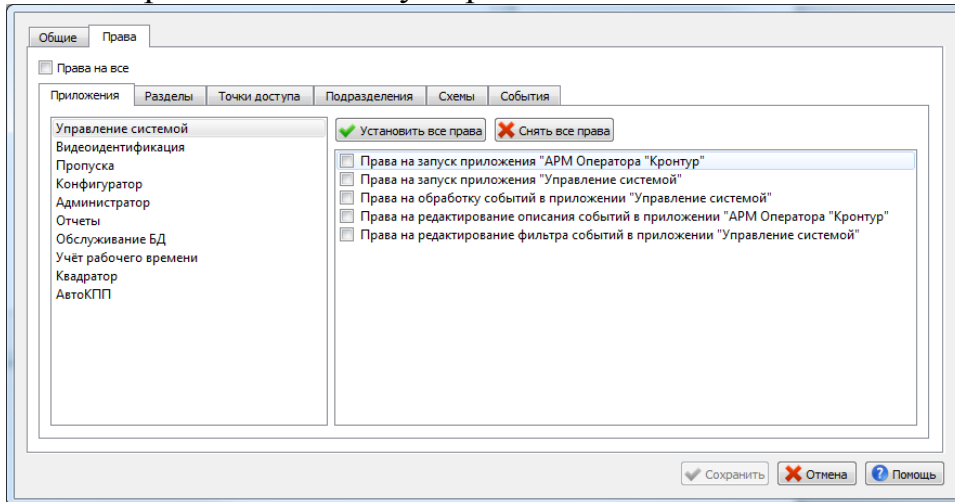 Общие Права
Права на все
Приложения Разделы Точки доступа Подразделения Схемы События
Управление системой
Видеоидентификация
Пропуска
Конфигуратор
Администратор
Отчеты
Обслуживание БД
Учёт рабочего времени
Квадратор
АвтоКПП
Установить все права Снять все права
Права на запуск приложения "АРМ Оператора "Кронтур"
Права на запуск приложения "Управление системой"
Права на обработку событий в приложении "Управление системой"
Права на редактирование описания событий в приложении "АРМ Оператора "Кронтур"
Права на редактирование фильтра событий в приложении "Управление системой"
Сохранить Отмена Помощь